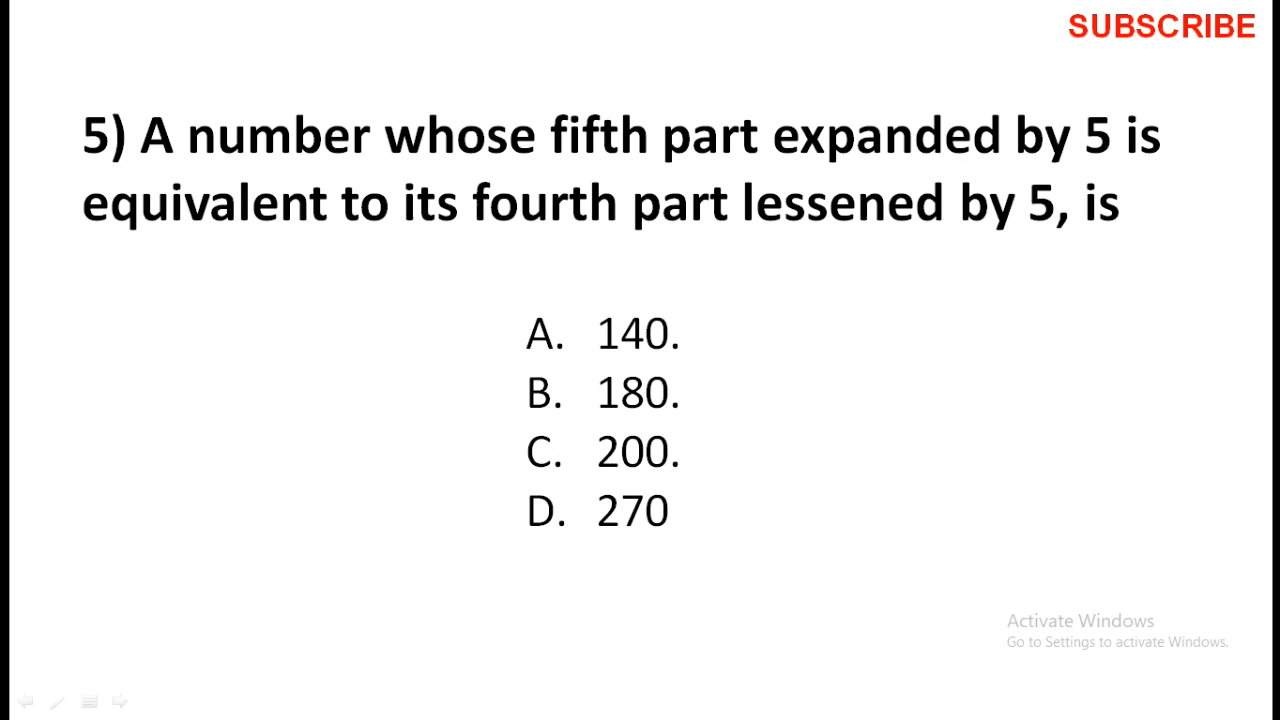 SUBSCRIBE
5) A number whose fifth part expanded by 5 is
equivalent to its fourth part lessened by 5, is
A. 140.
B. 180.
C. 200.
D. 270
Activate Windows
Go to Settings to activate Windows.